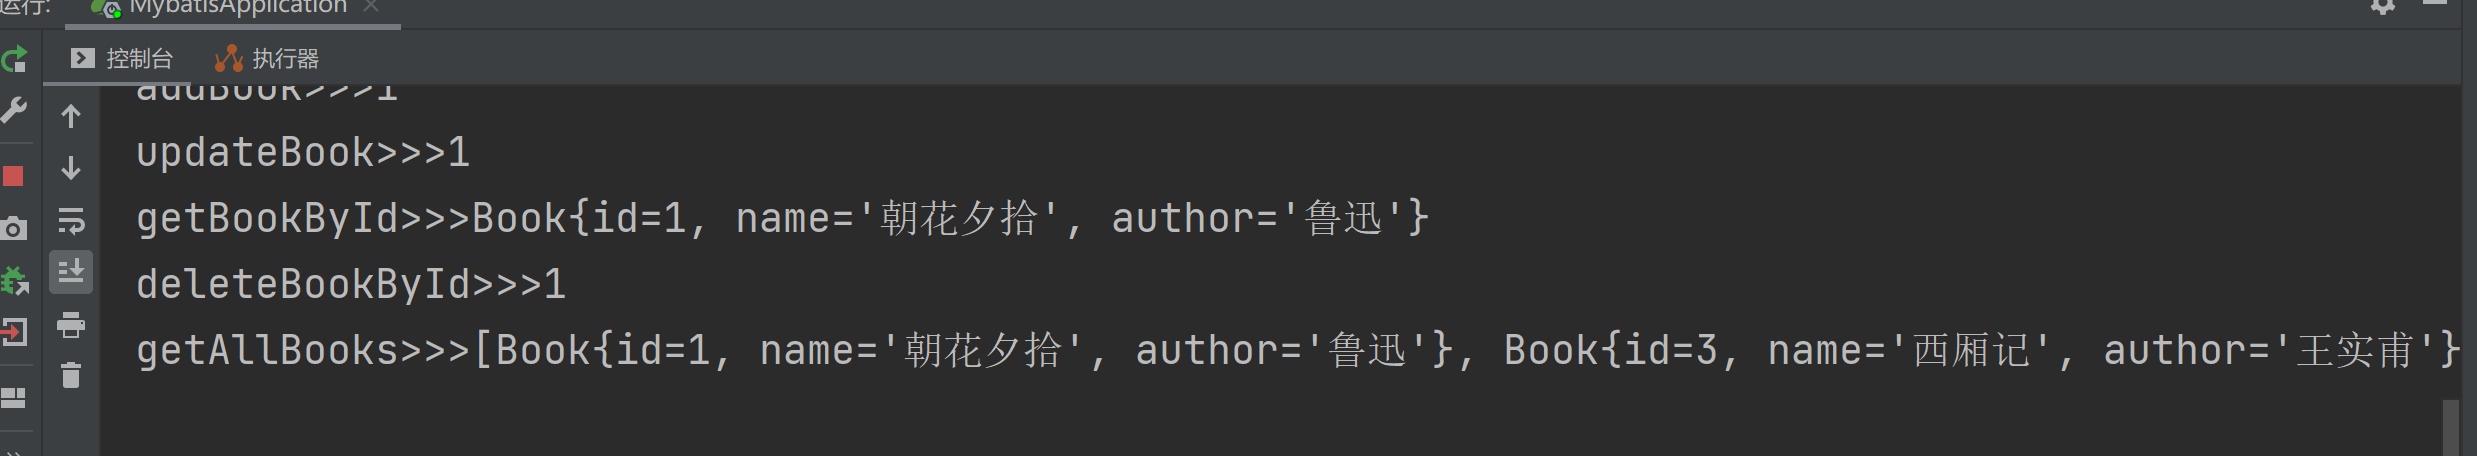 运行: MybatisApplication
控制台 执行器
addBook>>>1
updateBook>>>1
getBookById>>>Book{id=1, name='朝花夕拾', author='鲁迅'}
deleteBookById>>>1
getAllBooks>>>[Book{id=1, name='朝花夕拾', author='鲁迅'}, Book{id=3, name='西厢记', author='王实甫'}